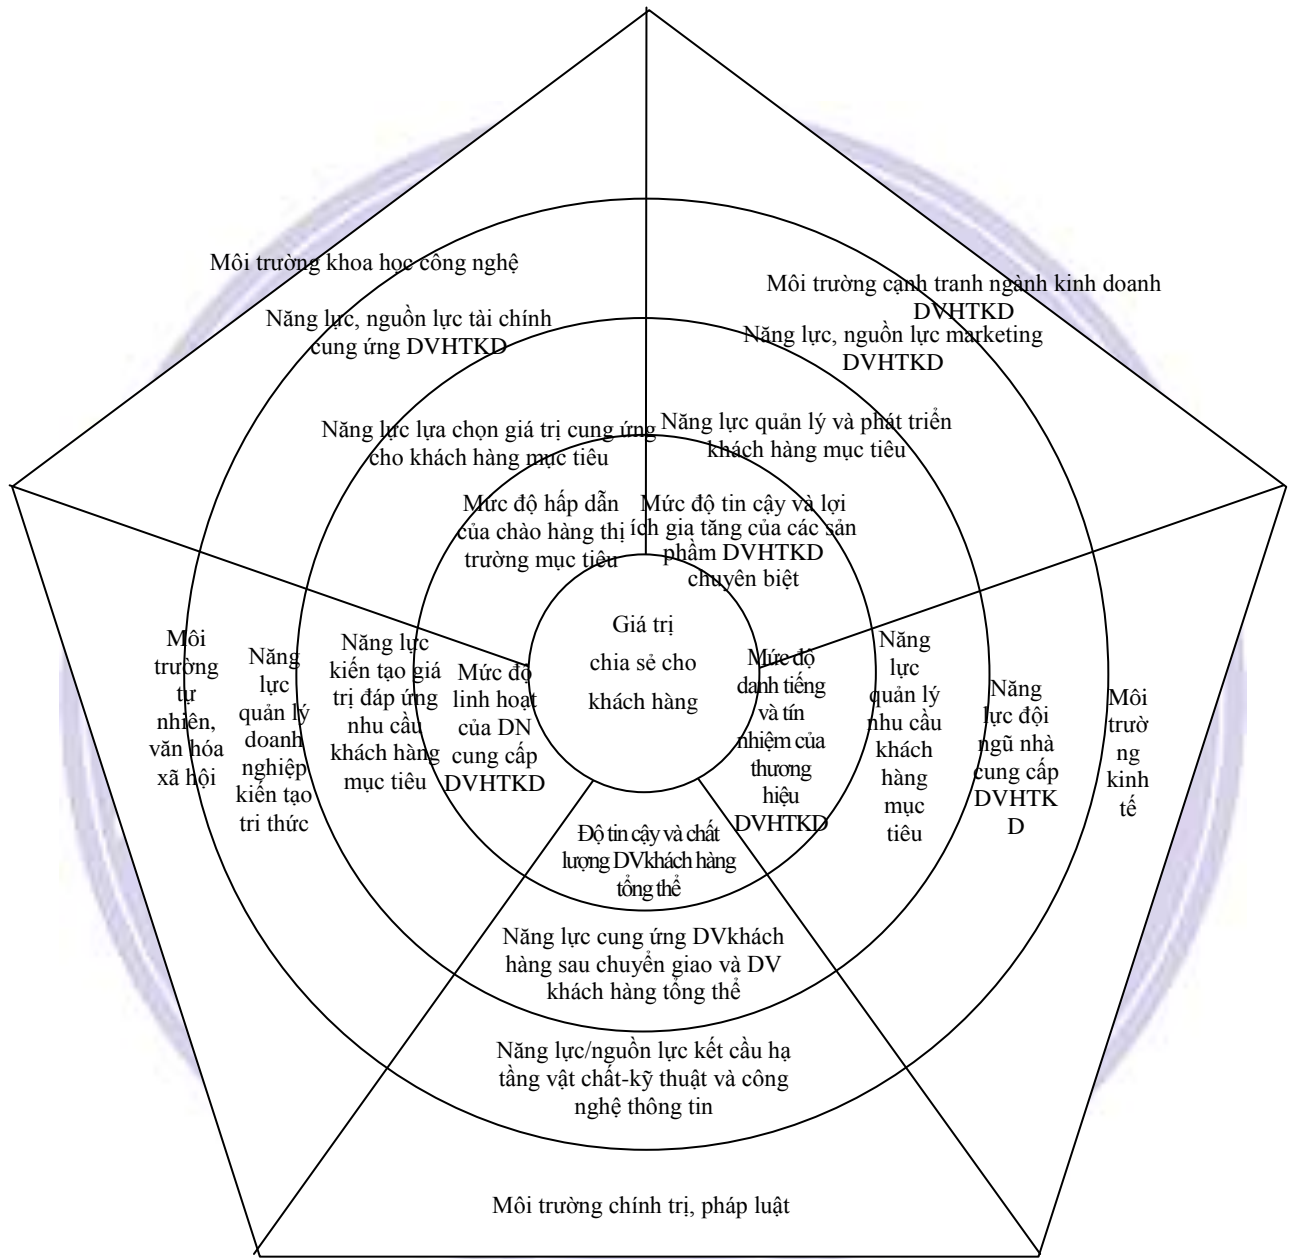 Môi trường khoa học công nghệ
Môi trường cạnh tranh ngành kinh doanh
DVHTKD
Năng lực, nguồn lực tài chính
cung ứng DVHTKD
Năng lực, nguồn lực marketing
DVHTKD
Năng lực lựa chọn giá trị cung ứng
cho khách hàng mục tiêu
Năng lực quản lý và phát triển
khách hàng mục tiêu
Mức độ hấp dẫn
của chào hàng thị
trường mục tiêu
Mức độ tin cậy và lợi
ích gia tăng của các sản
phầm DVHTKD
chuyên biệt
Giá trị
chia sẻ cho
khách hàng
Môi
trường
tự
nhiên,
văn hóa
xã hội
Năng
lực
quản lý
doanh
nghiệp
kiến tạo
tri thức
Năng lực
kiến tạo giá
trị đáp ứng
nhu cầu
khách hàng
mục tiêu
Mức độ
linh hoạt
của DN
cung cấp
DVHTKD
Mức độ
danh tiếng
và tín
nhiệm của
thương
hiệu
DVHTKD
Năng
lực
quản lý
nhu cầu
khách
hàng
mục
tiêu
Năng
lực đội
ngũ nhà
cung cấp
DVHTK
D
Môi
trườ
ng
kinh
tế
Độ tin cậy và chất
lượng DVkhách hàng
tổng thể
Năng lực cung ứng DVkhách
hàng sau chuyển giao và DV
khách hàng tổng thể
Năng lực/nguồn lực kết cầu hạ
tầng vật chất-kỹ thuật và công
nghệ thông tin
Môi trường chính trị, pháp luật